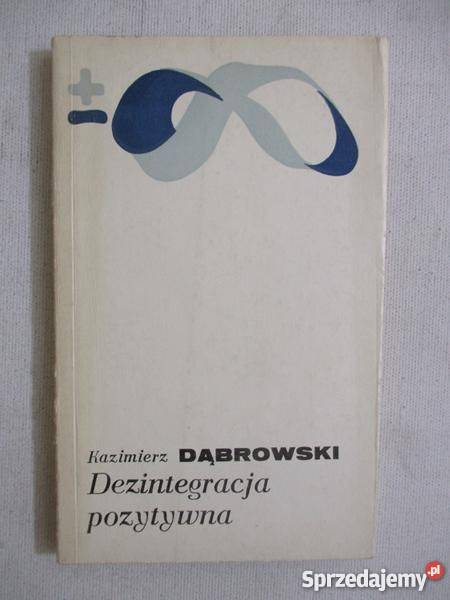 ±
Kazimierz DĄBROWSKI
Dezintegracja
pozytywna
Sprzedajemy.pl